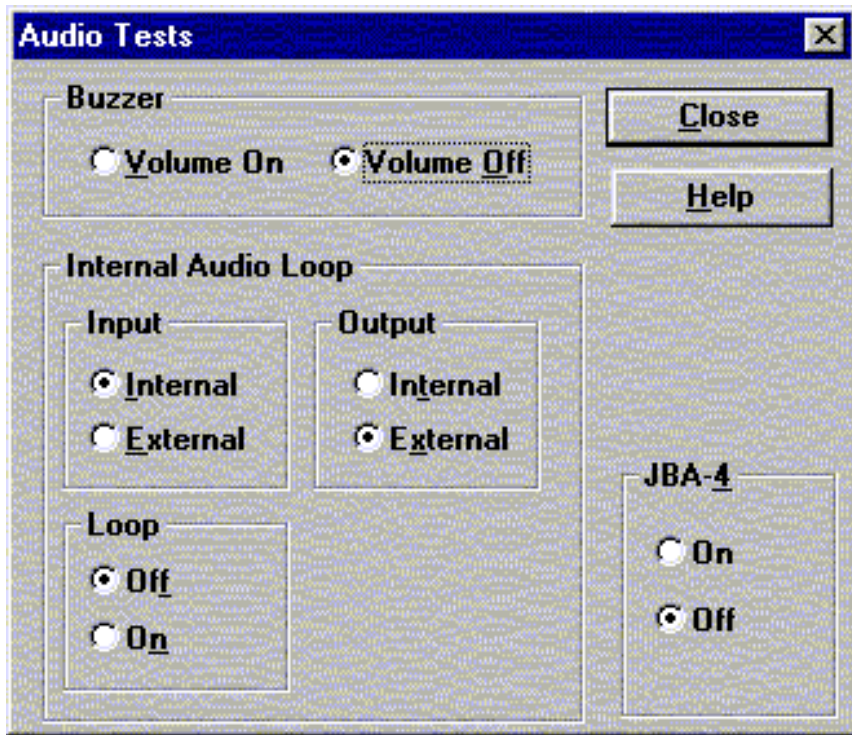 Audio Tests
Buzzer
Volume On Volume Off
Close
Help
Internal Audio Loop
Input
Internal
External
Output
Internal
External
Loop
Off
On
JBA-4
On
Off